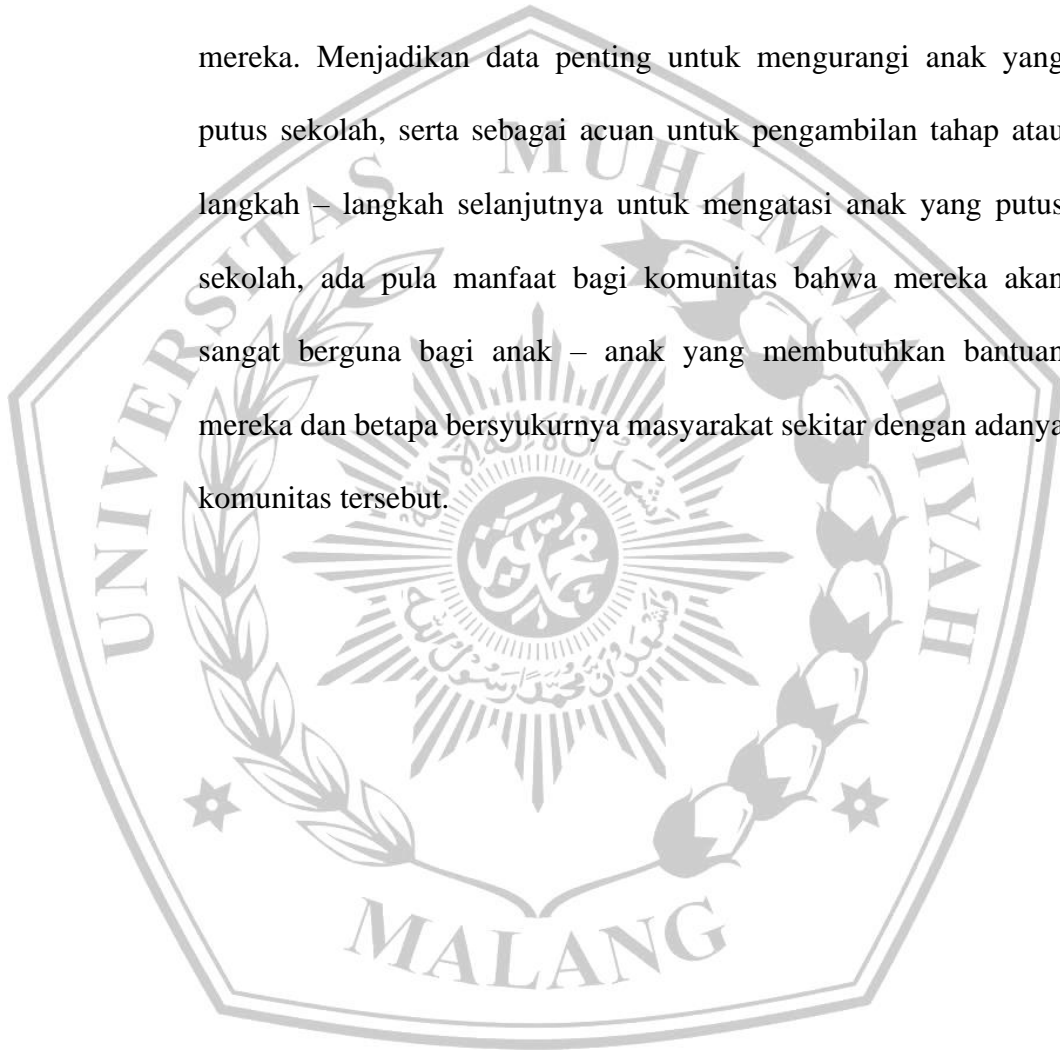 mereka. Menjadikan data penting untuk mengurangi anak yang
putus sekolah, serta sebagai acuan untuk pengambilan tahap atau
langkah – langkah selanjutnya untuk mengatasi anak yang putus
sekolah, ada pula manfaat bagi komunitas bahwa mereka akan
sangat berguna bagi anak – anak yang membutuhkan bantuan
mereka dan betapa bersyukurnya masyarakat sekitar dengan adanya
komunitas tersebut.
UNIVERSITAS MUHAMMADIYAH
MALANG